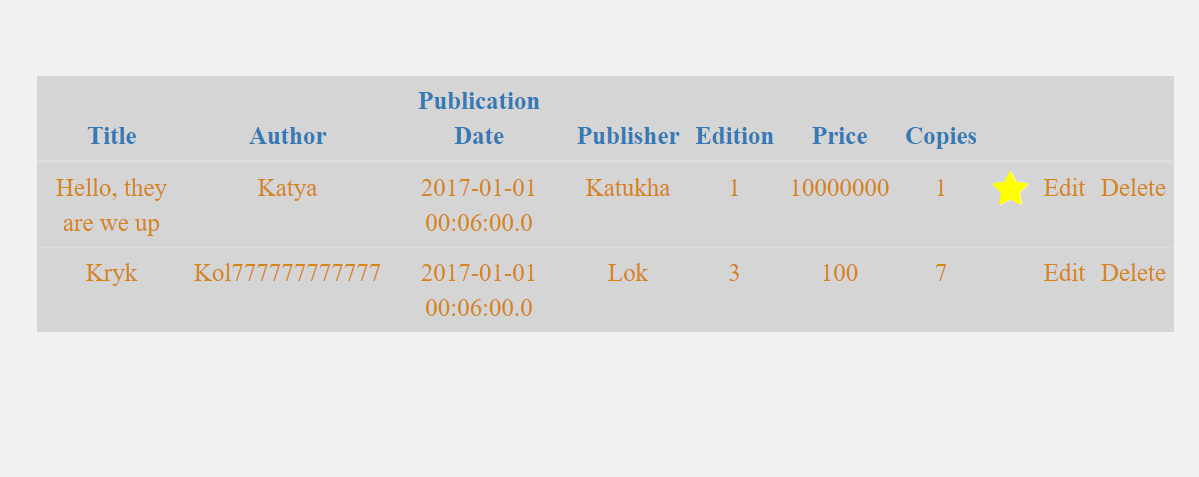 Title Author Publication Date Publisher Edition Price Copies
Hello, they are we up Katya 2017-01-01 00:06:00.0 Katukha 1 10000000 1 Edit Delete
Kryk Kol777777777777 2017-01-01 00:06:00.0 Lok 3 100 7 Edit Delete